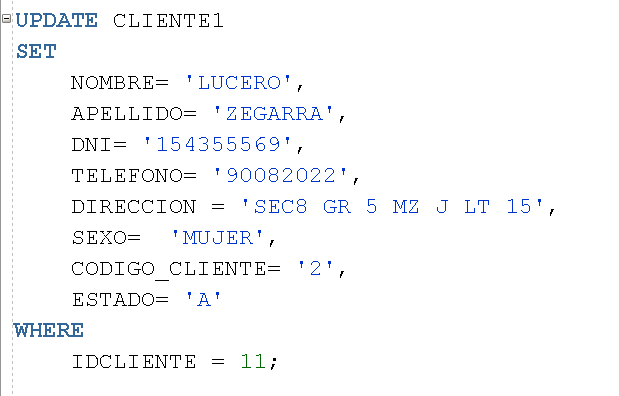 UPDATE CLIENTE1
SET
NOMBRE= 'LUCERO',
APELLIDO= 'ZEGARRA',
DNI= '154355569',
TELEFONO= '90082022',
DIRECCION = 'SEC8 GR 5 MZ J LT 15',
SEXO=  'MUJER',
CODIGO_CLIENTE= '2',
ESTADO= 'A'
WHERE
IDCLIENTE = 11;